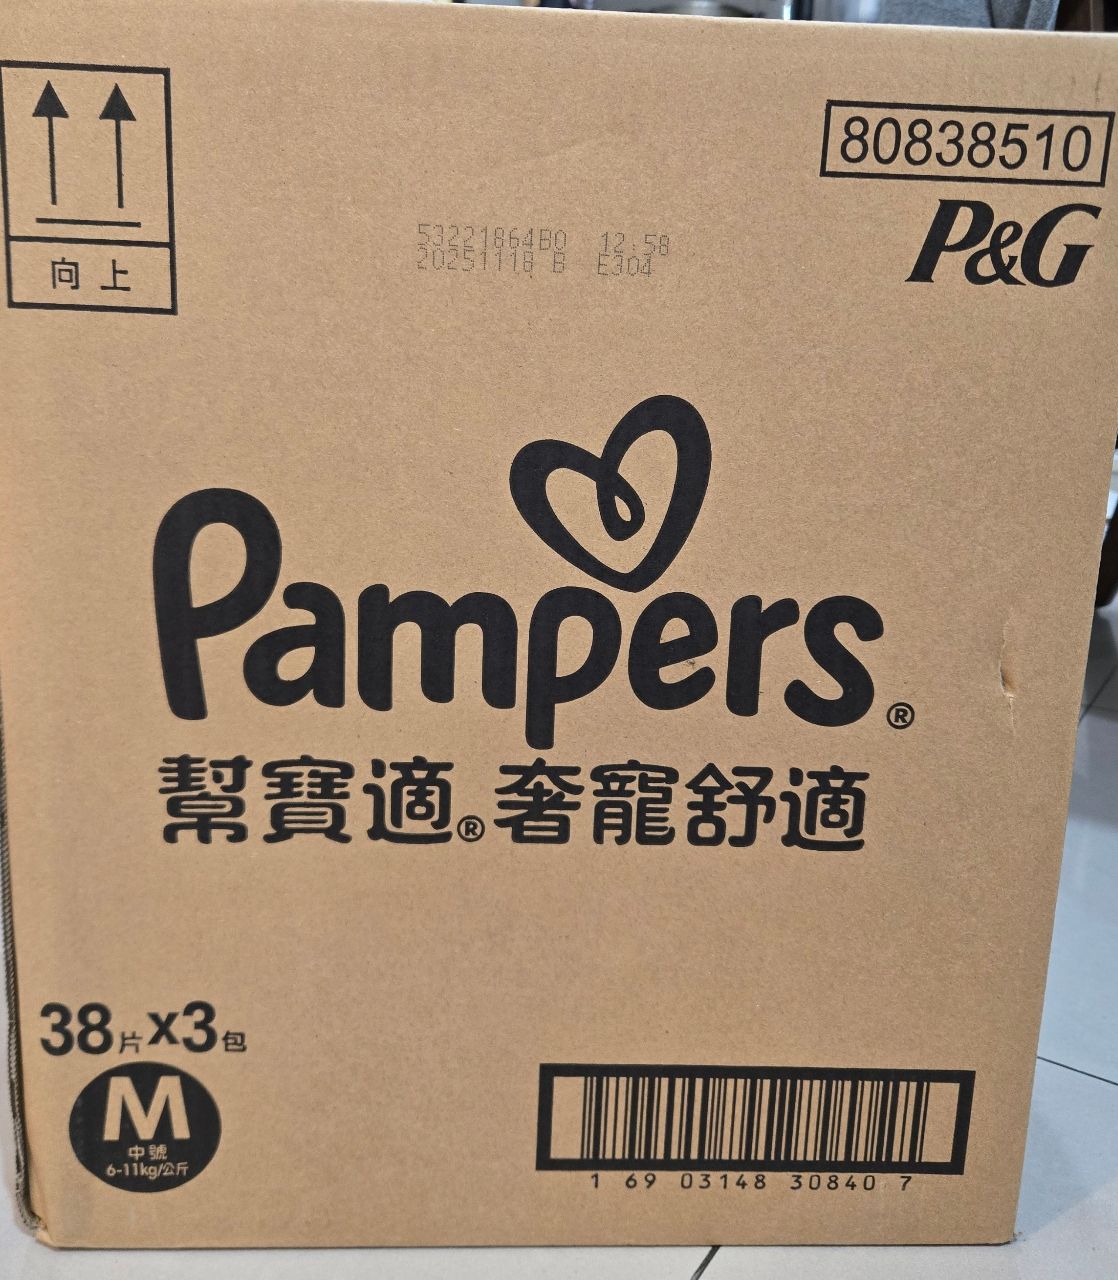 向上
80838510
P&G
53221864B0 12:58
20251118 B E304
Pampers®
幫寶適®奢寵舒適
38片x3包
M
中號
6-11kg/公斤
1 69 03148 30840 7